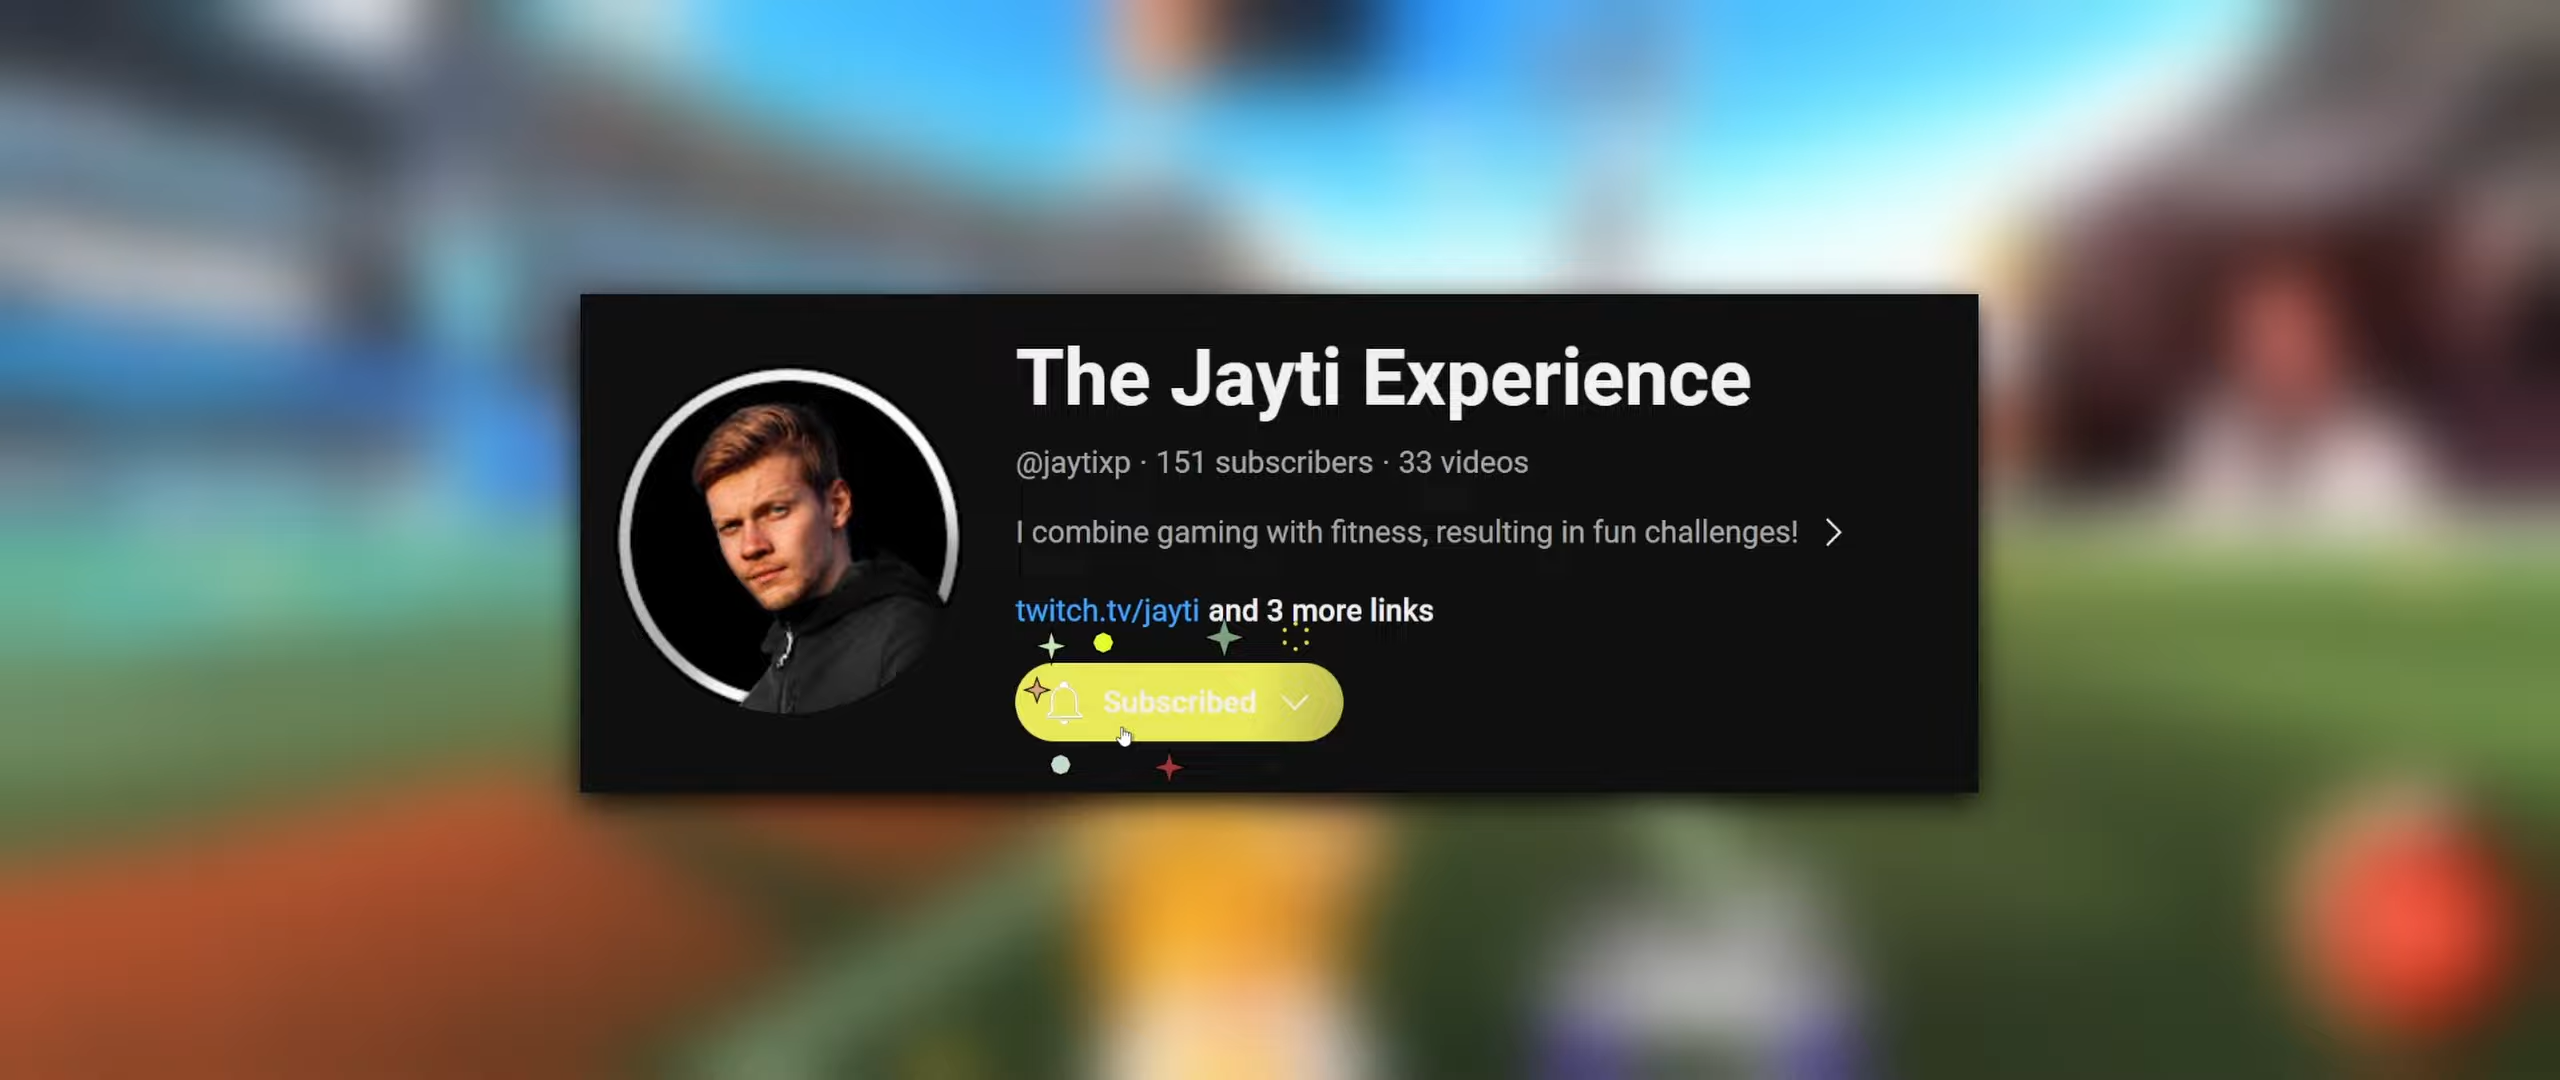 The Jayti Experience
@jaytixp · 151 subscribers · 33 videos
I combine gaming with fitness, resulting in fun challenges!
twitch.tv/jayti and 3 more links
Subscribed